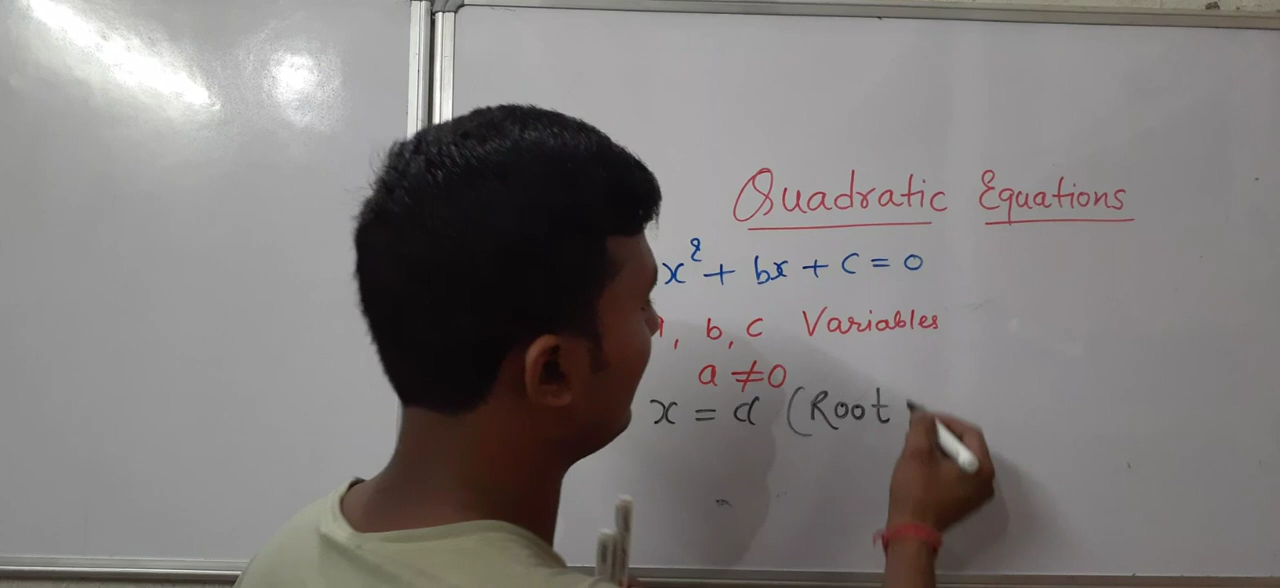 Quadratic Equations
x² + bx + c = 0
, b, c Variables
a ≠ 0
x = α (Root